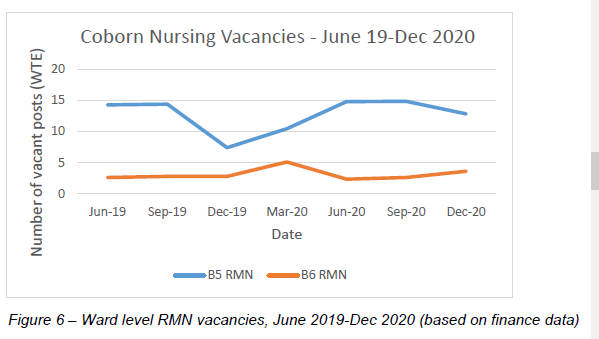 Coborn Nursing Vacancies - June 19-Dec 2020
Number of vacant posts (WTE)
20
15
10
5
0
Jun-19 Sep-19 Dec-19 Mar-20 Jun-20 Sep-20 Dec-20
Date
B5 RMN B6 RMN
Figure 6 – Ward level RMN vacancies, June 2019-Dec 2020 (based on finance data)